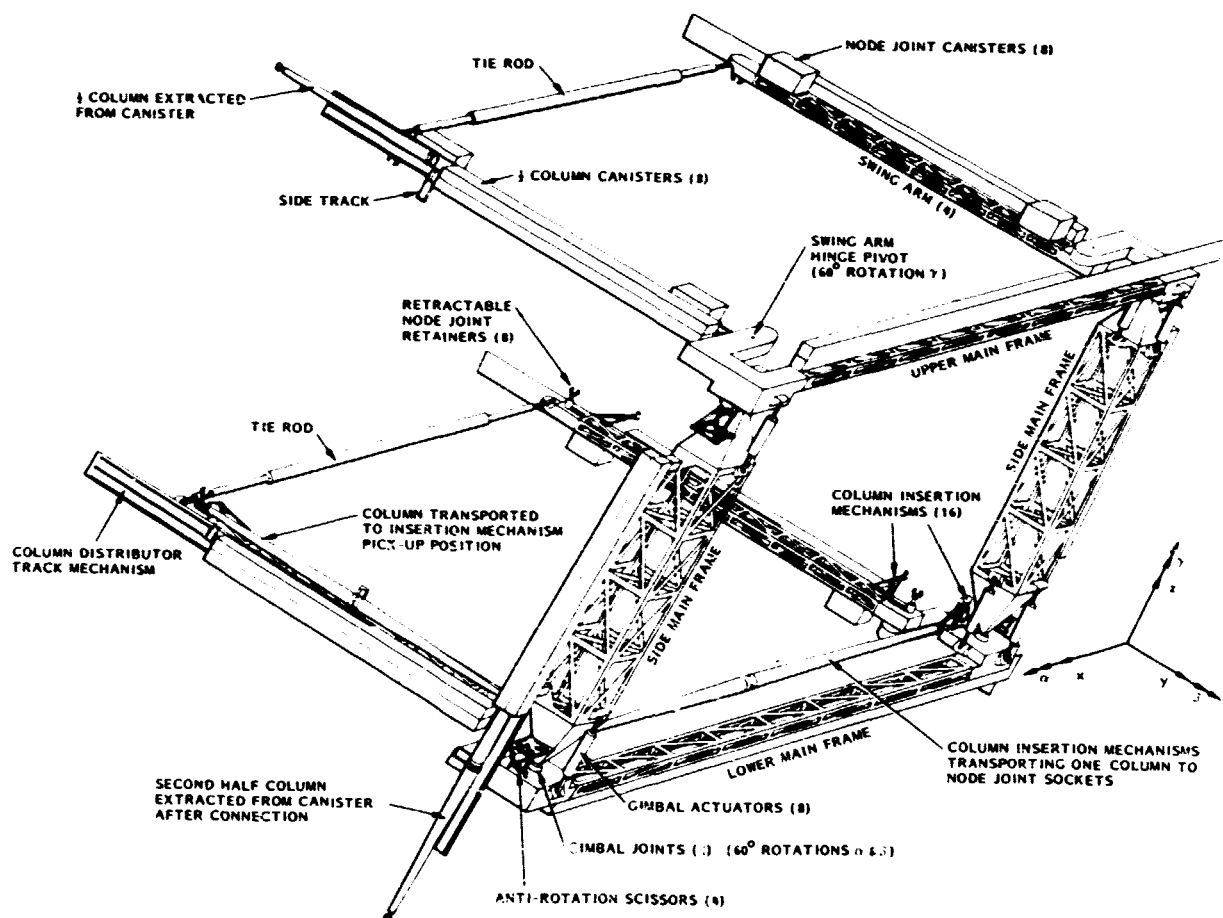 NODE JOINT CANISTERS (8)
TIE ROD
½ COLUMN EXTRACTED
FROM CANISTER
½ COLUMN CANISTERS (8)
SIDE TRACK
SWING ARM (4)
SWING ARM
HINGE PIVOT
(60° ROTATION γ)
RETRACTABLE
NODE JOINT
RETAINERS (8)
UPPER MAIN FRAME
SIDE MAIN FRAME
TIE ROD
COLUMN INSERTION
MECHANISMS (16)
COLUMN TRANSPORTED
TO INSERTION MECHANISM
PICK-UP POSITION
COLUMN DISTRIBUTOR
TRACK MECHANISM
SIDE MAIN FRAME
γ
z
α x
y
LOWER MAIN FRAME
COLUMN INSERTION MECHANISMS
TRANSPORTING ONE COLUMN TO
NODE JOINT SOCKETS
SECOND HALF COLUMN
EXTRACTED FROM CANISTER
AFTER CONNECTION
GIMBAL ACTUATORS (8)
GIMBAL JOINTS (60° ROTATIONS α &
ANTI-ROTATION SCISSORS (4)